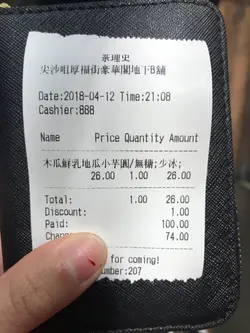 茶理史
尖沙咀厚福街豪華閣地下B舖
Date:2018-04-12 Time:21:08
Cashier:888
Name Price Quantity Amount
木瓜鮮乳地瓜小芋圓/無糖;少冰;
26.00 1.00 26.00
Total: 1.00 26.00
Discount: 1.00
Paid: 100.00
74.00
for coming!
207